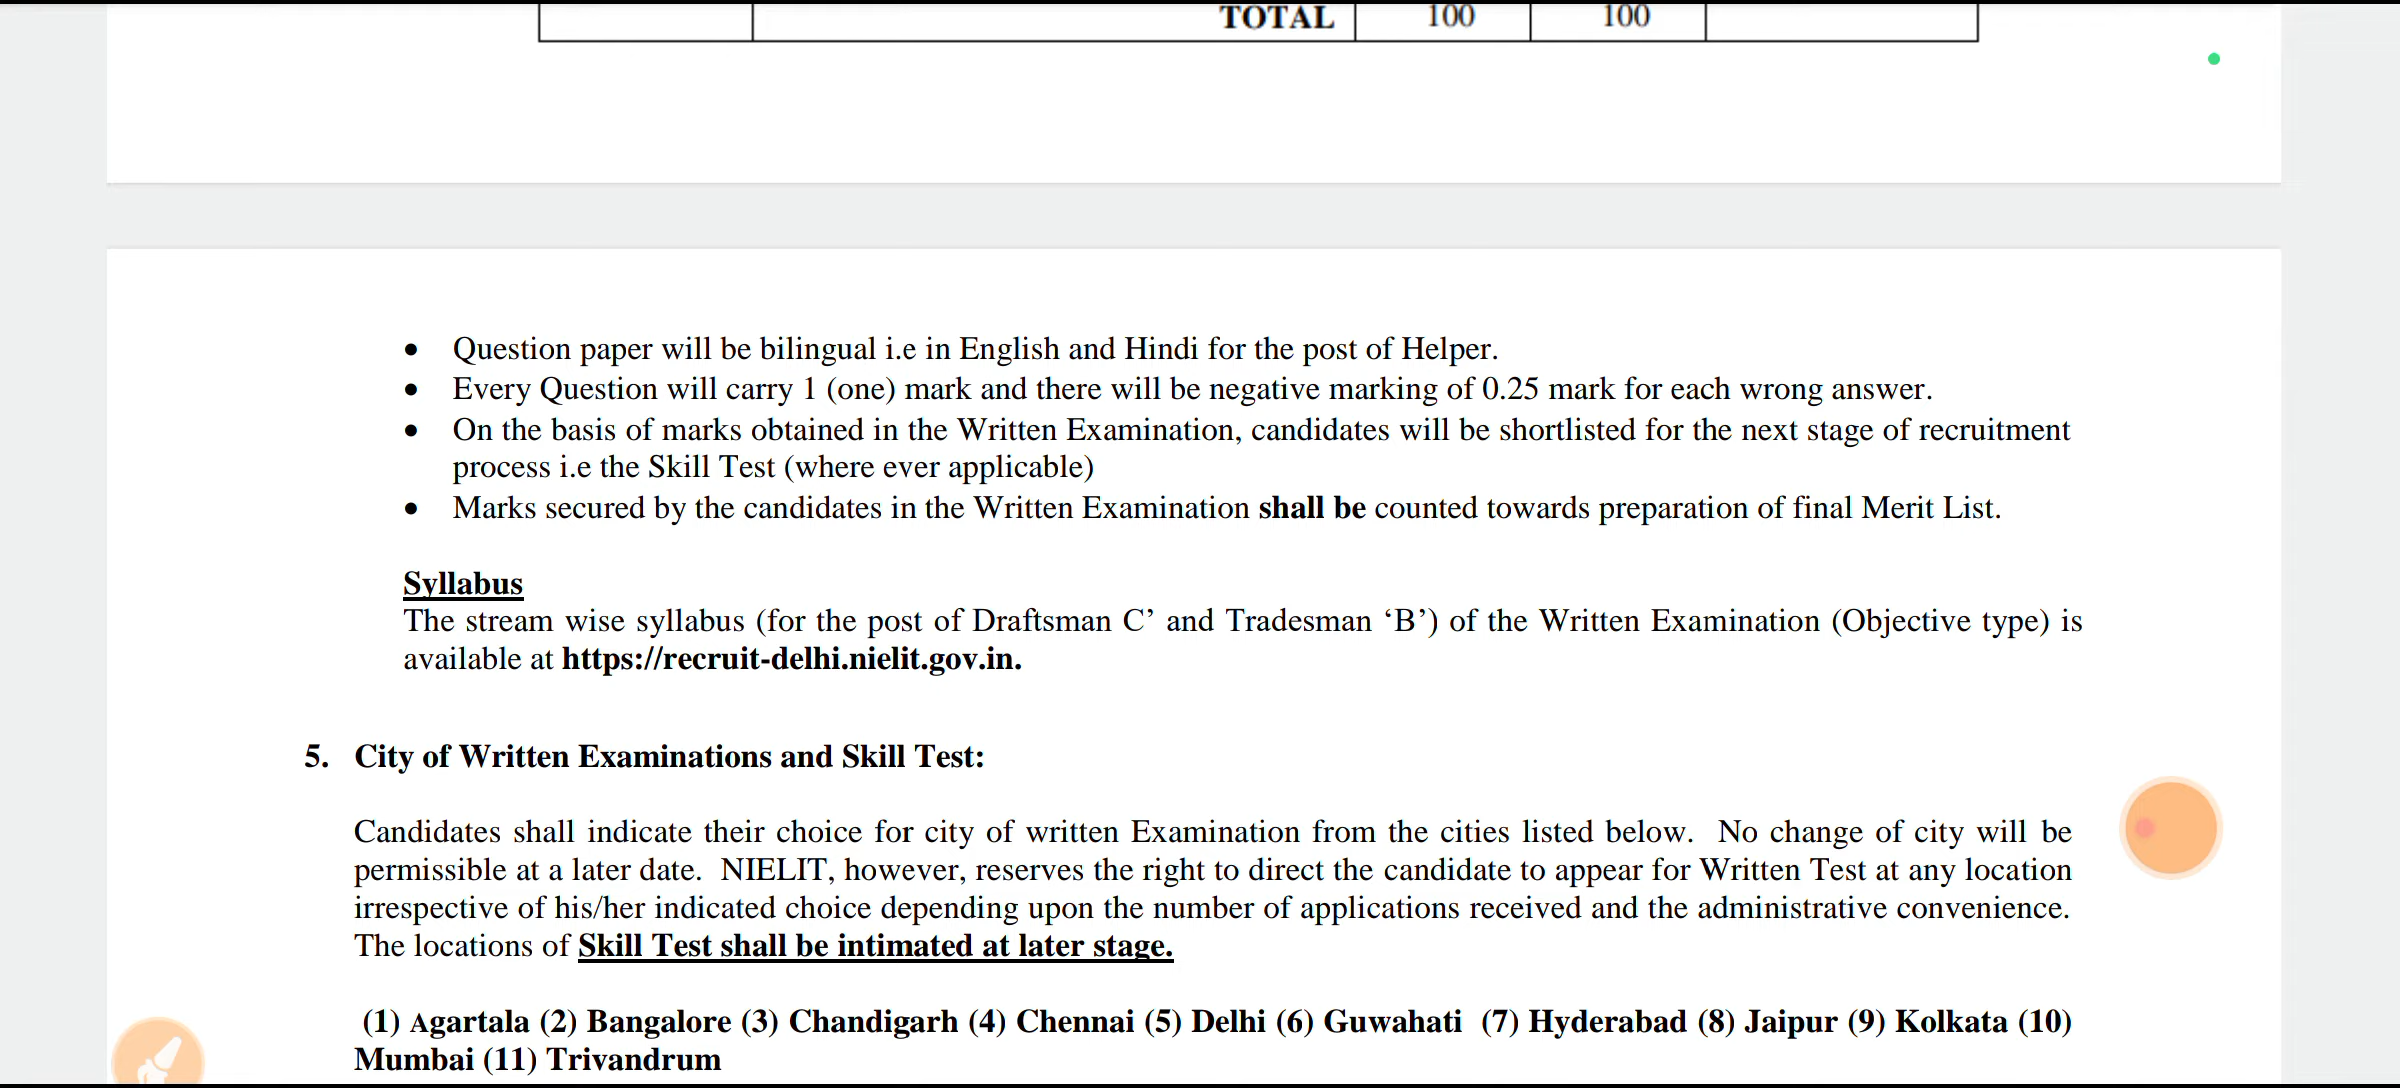 TOTAL 100 100
• Question paper will be bilingual i.e in English and Hindi for the post of Helper.
• Every Question will carry 1 (one) mark and there will be negative marking of 0.25 mark for each wrong answer.
• On the basis of marks obtained in the Written Examination, candidates will be shortlisted for the next stage of recruitment
process i.e the Skill Test (where ever applicable)
• Marks secured by the candidates in the Written Examination shall be counted towards preparation of final Merit List.
Syllabus
The stream wise syllabus (for the post of Draftsman C’ and Tradesman ‘B’) of the Written Examination (Objective type) is
available at https://recruit-delhi.nielit.gov.in.
5. City of Written Examinations and Skill Test:
Candidates shall indicate their choice for city of written Examination from the cities listed below. No change of city will be
permissible at a later date. NIELIT, however, reserves the right to direct the candidate to appear for Written Test at any location
irrespective of his/her indicated choice depending upon the number of applications received and the administrative convenience.
The locations of Skill Test shall be intimated at later stage.
(1) Agartala (2) Bangalore (3) Chandigarh (4) Chennai (5) Delhi (6) Guwahati (7) Hyderabad (8) Jaipur (9) Kolkata (10)
Mumbai (11) Trivandrum